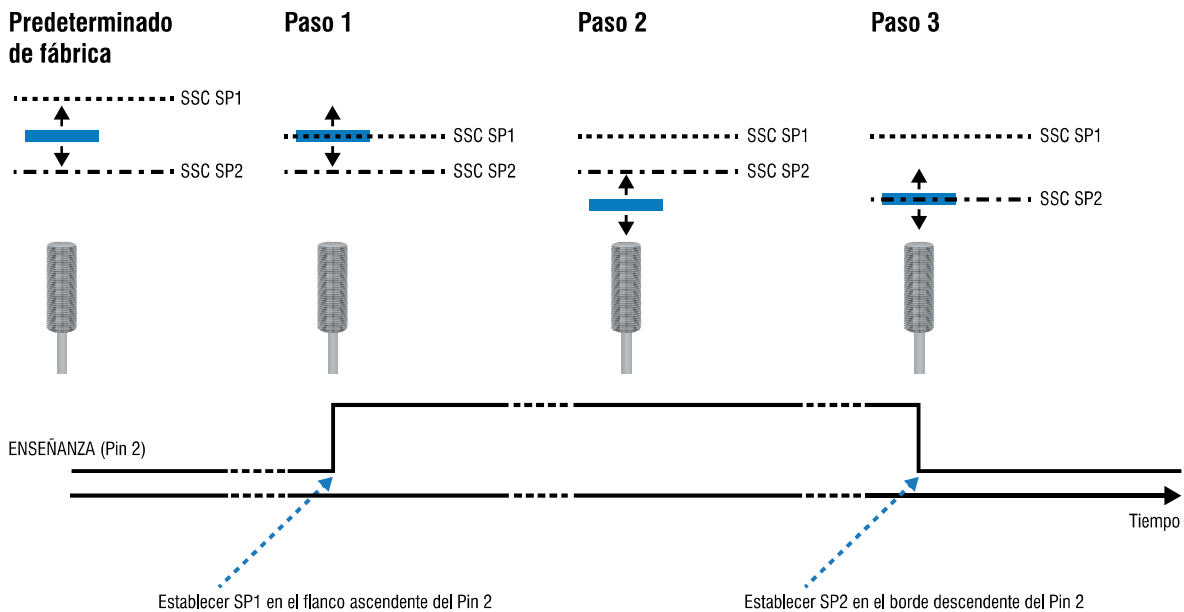 Predeterminado
de fábrica
Paso 1
Paso 2
Paso 3
SSC SP1
SSC SP2
SSC SP1
SSC SP2
SSC SP1
SSC SP2
SSC SP1
SSC SP2
ENSEÑANZA (Pin 2)
Tiempo
Establecer SP1 en el flanco ascendente del Pin 2
Establecer SP2 en el borde descendente del Pin 2